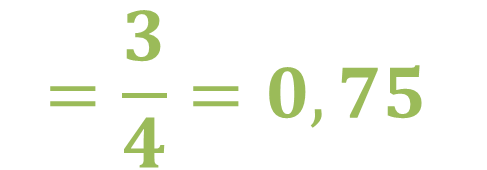 = 3/4 = 0,75